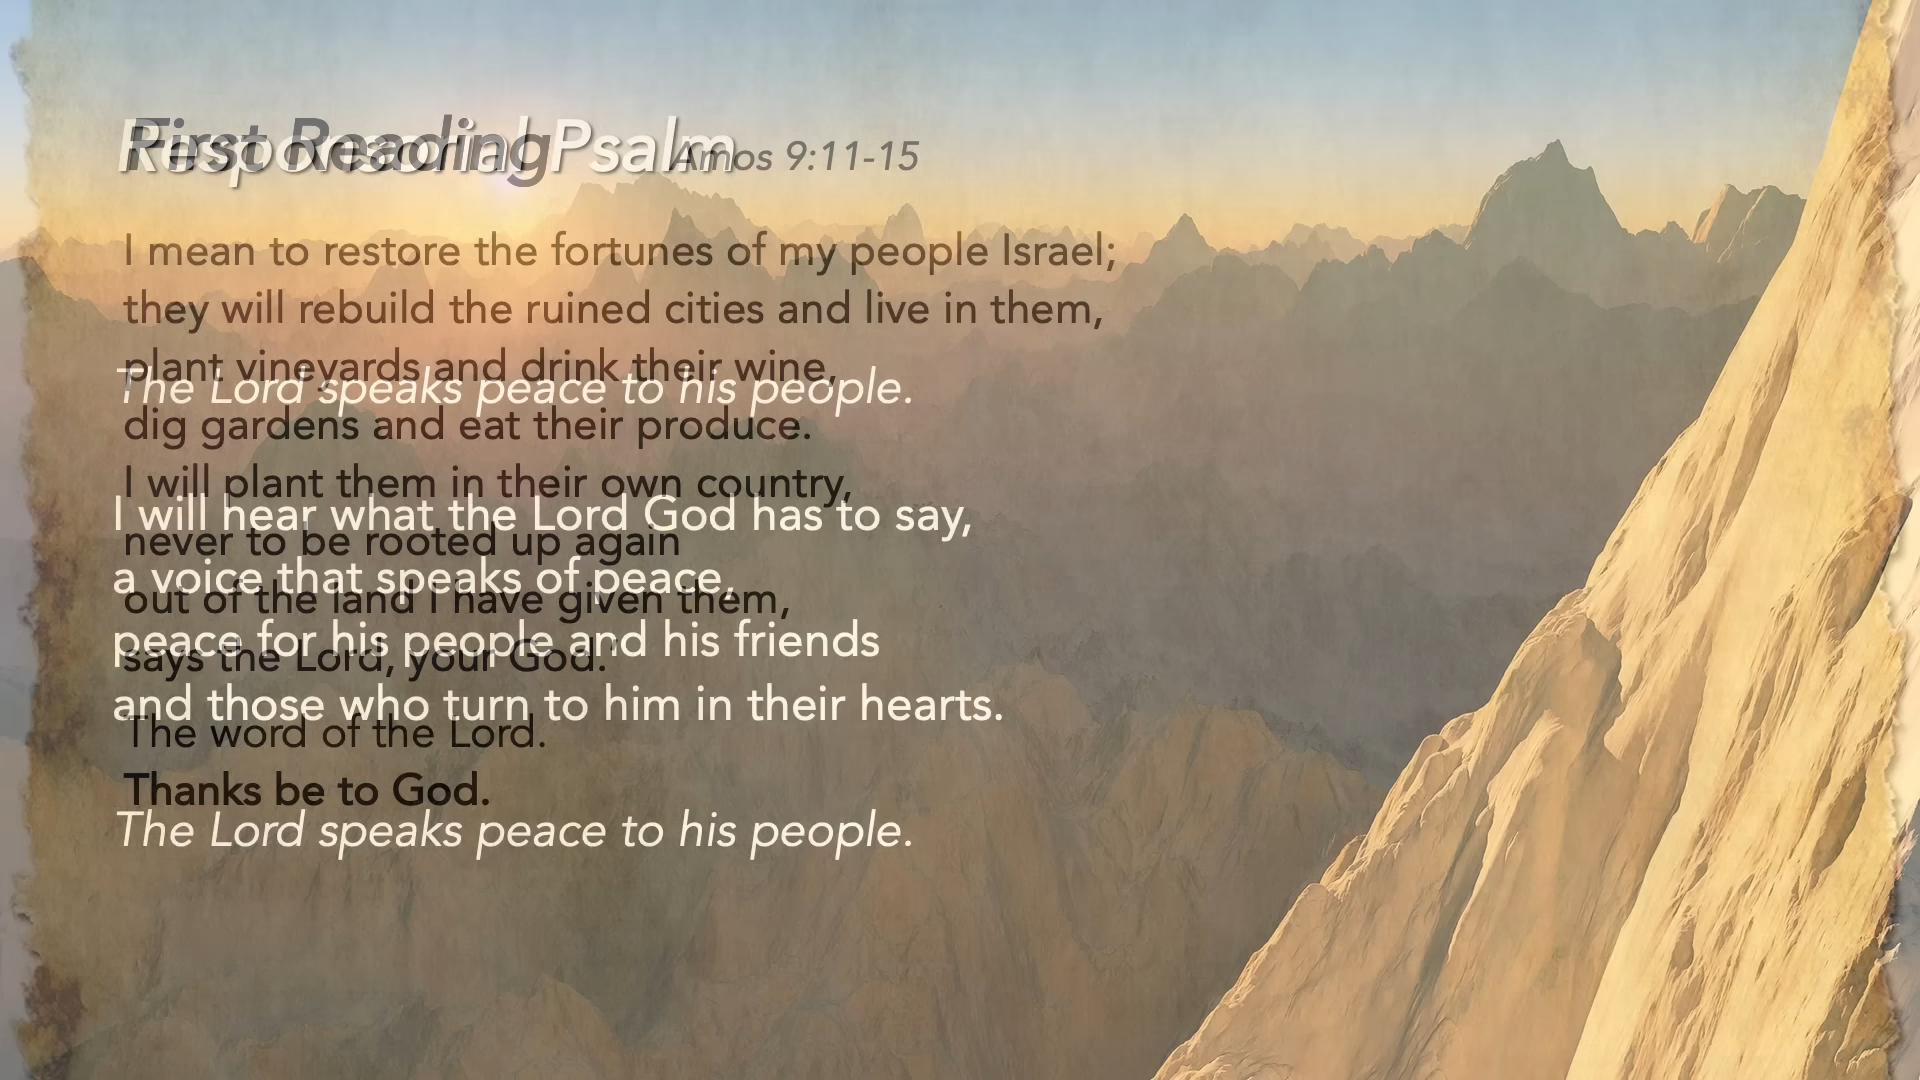 First Reading Amos 9:11-15
I mean to restore the fortunes of my people Israel;
they will rebuild the ruined cities and live in them,
plant vineyards and drink their wine,
dig gardens and eat their produce.
I will plant them in their own country,
never to be rooted up again
out of the land I have given them,
says the Lord, your God.’
The word of the Lord.
Thanks be to God.
Responsorial Psalm
The Lord speaks peace to his people.
I will hear what the Lord God has to say,
a voice that speaks of peace,
peace for his people and his friends
and those who turn to him in their hearts.
The Lord speaks peace to his people.